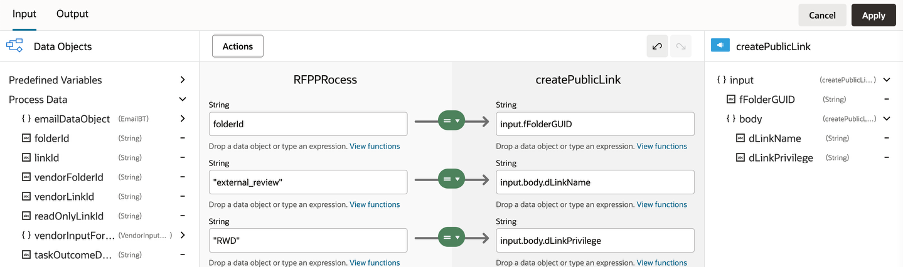 Input Output Cancel Apply
Data Objects Actions createPublicLink
Predefined Variables
Process Data
{ } emailDataObject (EmailBT)
folderId (String)
linkId (String)
vendorFolderId (String)
vendorLinkId (String)
readOnlyLinkId (String)
{ } vendorInputFor... (VendorInput... )
taskOutcomeD... (String)
RFPPRocess createPublicLink
String String
folderId = input.fFolderGUID
Drop a data object or type an expression. View functions Drop a data object or type an expression. View functions
String String
"external_review" = input.body.dLinkName
Drop a data object or type an expression. View functions Drop a data object or type an expression. View functions
String String
"RWD" = input.body.dLinkPrivilege
Drop a data object or type an expression. View functions Drop a data object or type an expression. View functions
{ } input (createPublicLi... )
fFolderGUID (String)
{ } body (createPublicL... )
dLinkName (String)
dLinkPrivilege (String)